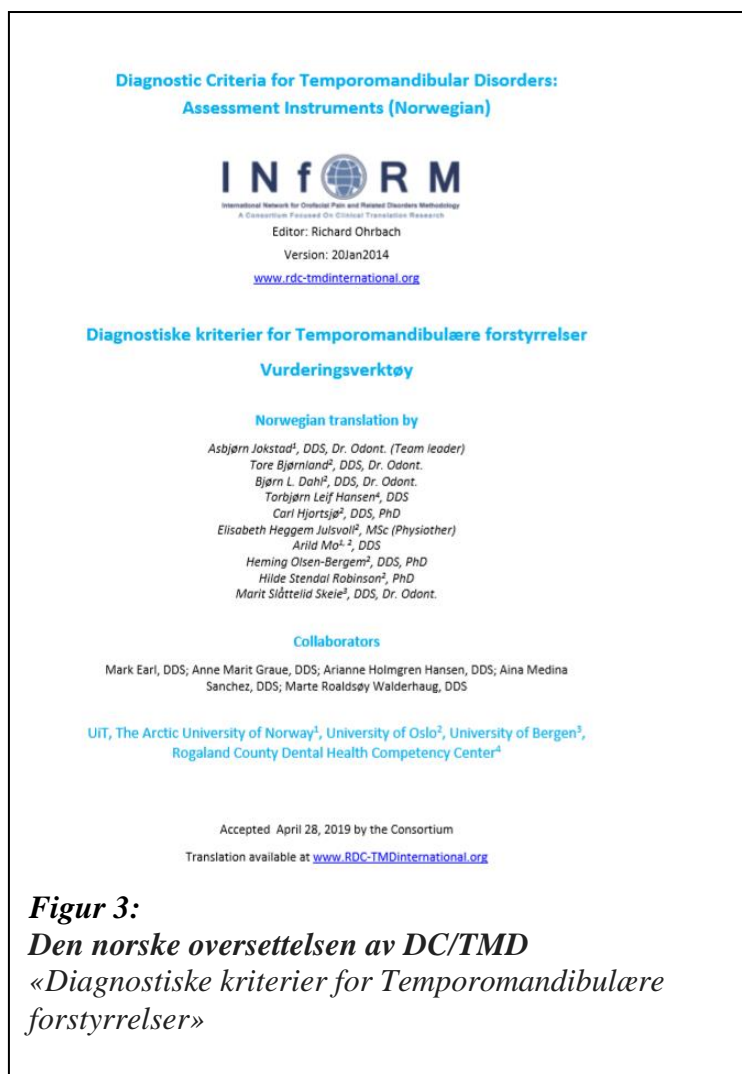 Diagnostic Criteria for Temporomandibular Disorders:
Assessment Instruments (Norwegian)
INfORM
International Network for Orofacial Pain and Related Disorders Methodology
A Consortium Focused On Clinical Translation Research
Editor: Richard Ohrbach
Version: 20Jan2014
www.rdc-tmdinternational.org
Diagnostiske kriterier for Temporomandibulære forstyrrelser
Vurderingsverktøy
Norwegian translation by
Asbjørn Jokstad¹, DDS, Dr. Odont. (Team leader)
Tore Bjørnland², DDS, Dr. Odont.
Bjørn L. Dahl², DDS, Dr. Odont.
Torbjørn Leif Hansen⁴, DDS
Carl Hjortsjø², DDS, PhD
Elisabeth Heggem Julsvoll², MSc (Physiother)
Arild Mo¹˒ ², DDS
Heming Olsen-Bergem², DDS, PhD
Hilde Stendal Robinson², PhD
Marit Slåttelid Skeie³, DDS, Dr. Odont.
Collaborators
Mark Earl, DDS; Anne Marit Graue, DDS; Arianne Holmgren Hansen, DDS; Aina Medina
Sanchez, DDS; Marte Roaldsøy Walderhaug, DDS
UiT, The Arctic University of Norway¹, University of Oslo², University of Bergen³,
Rogaland County Dental Health Competency Center⁴
Accepted April 28, 2019 by the Consortium
Translation available at www.RDC-TMDinternational.org
Figur 3:
Den norske oversettelsen av DC/TMD
«Diagnostiske kriterier for Temporomandibulære
forstyrrelser»